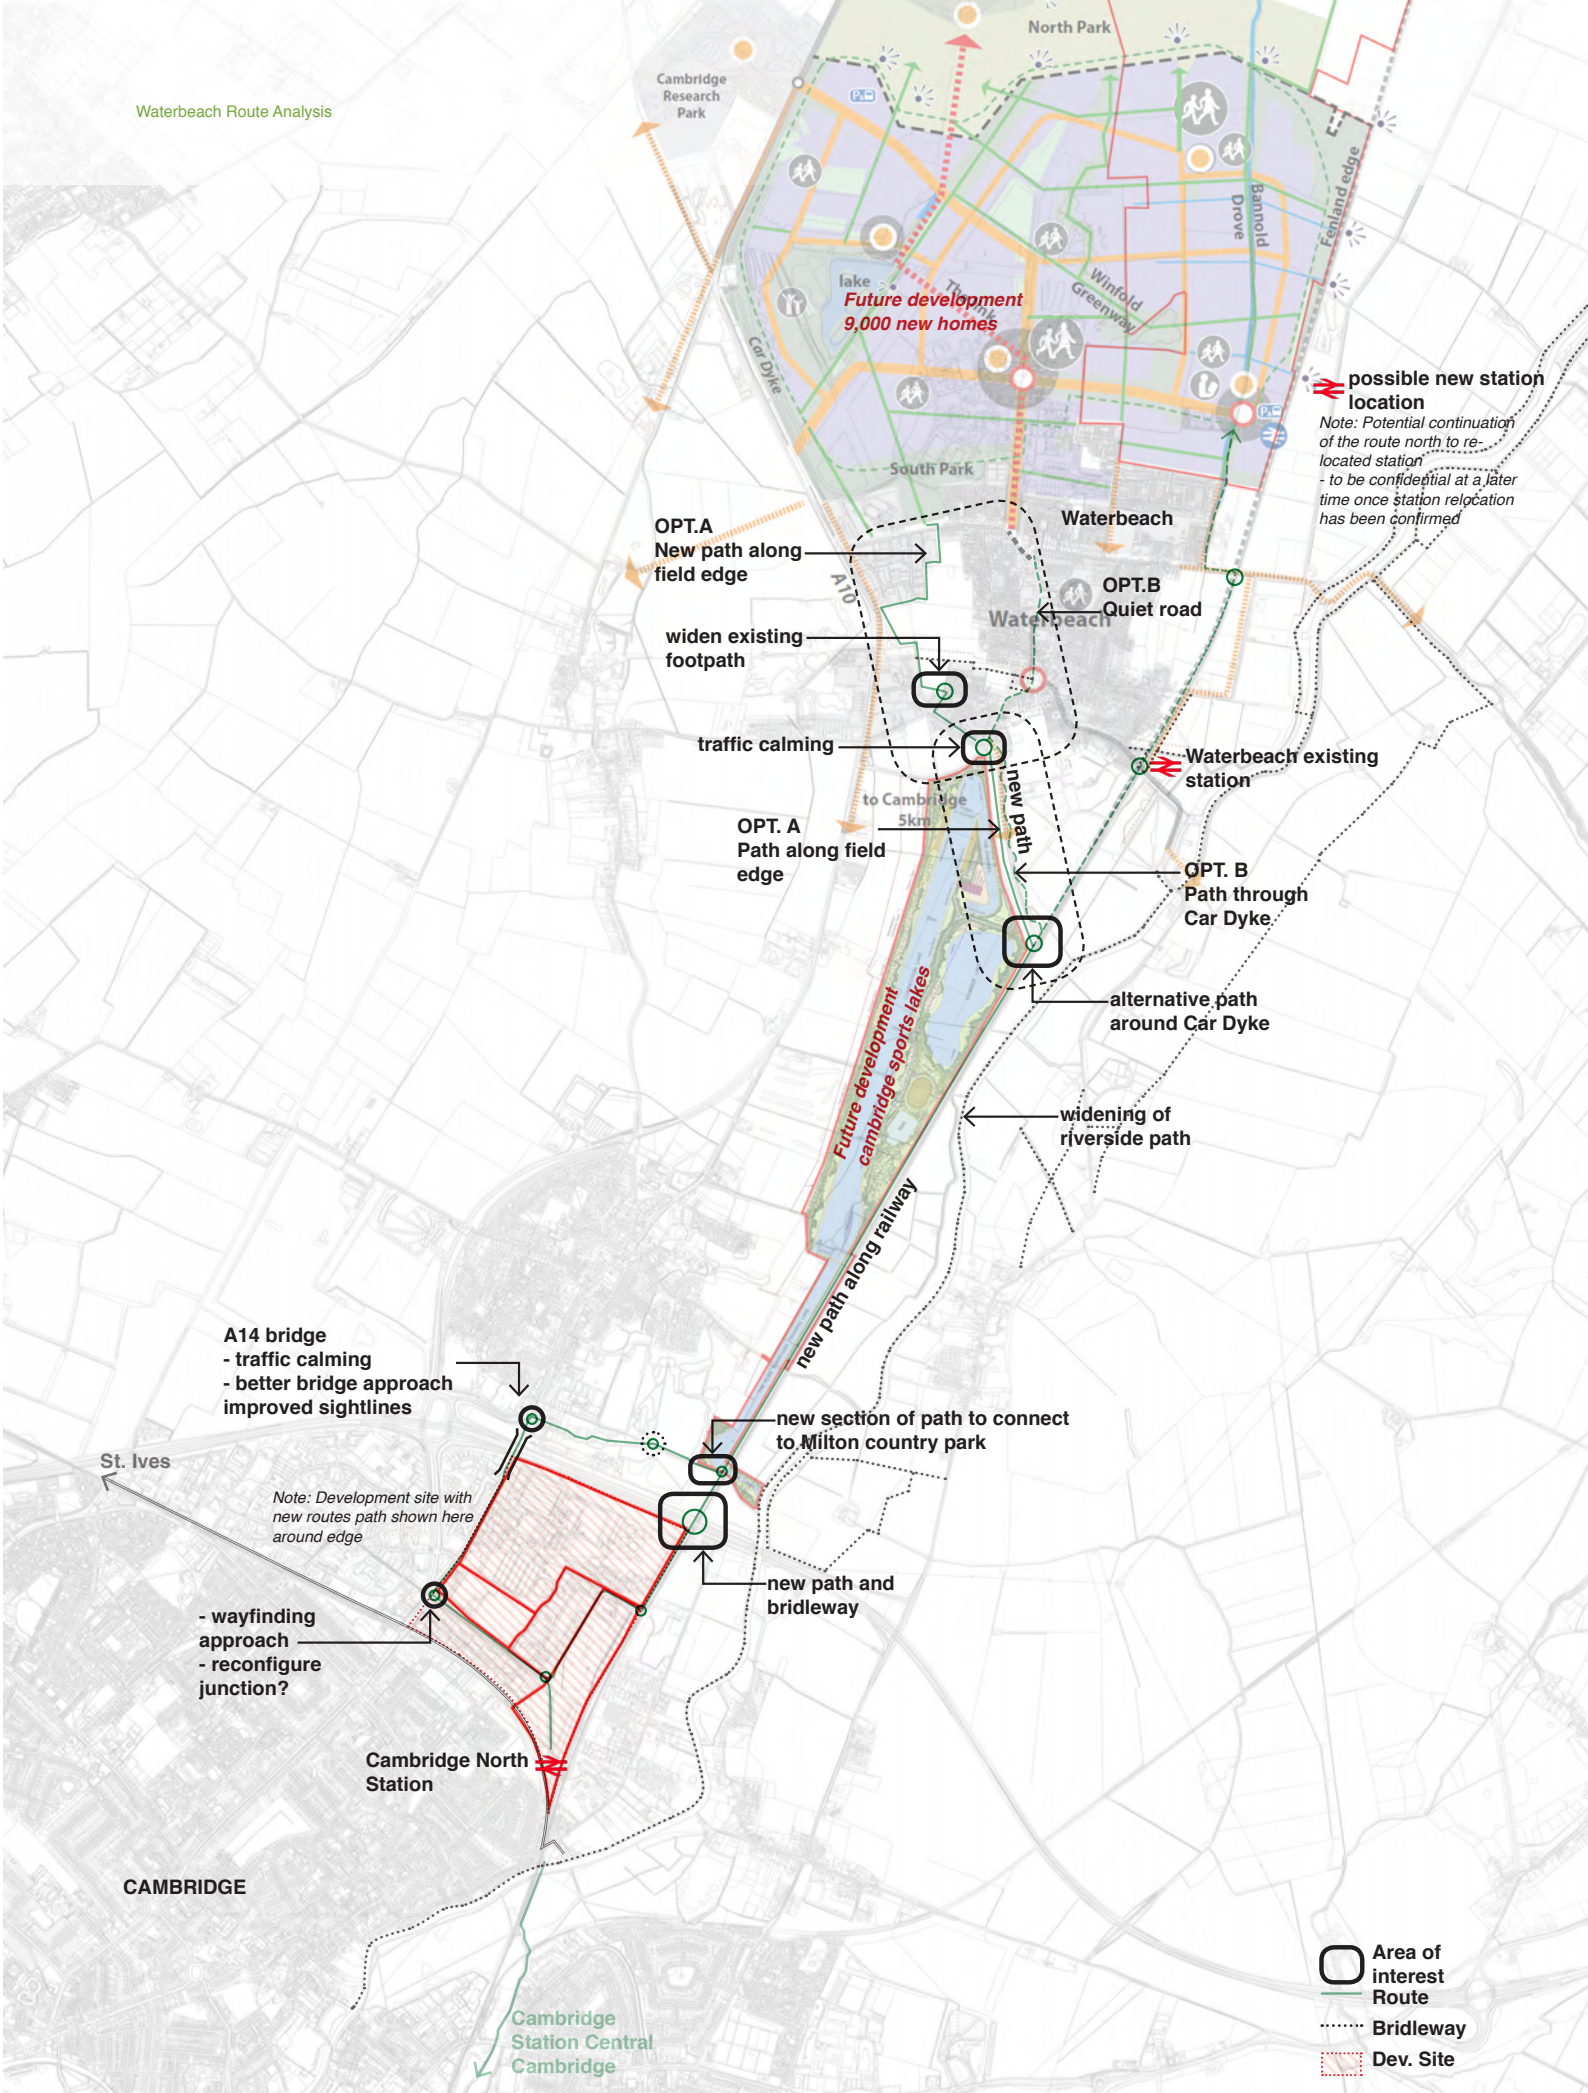 North Park
Cambridge
Research
Park
Waterbeach Route Analysis
Bannold
Drove
Fenland edge
lake
The Link
Winfold
Greenway
Future development
9,000 new homes
Car Dyke
possible new station
location
Note: Potential continuation
of the route north to re-
located station
- to be confidential at a later
time once station relocation
has been confirmed
South Park
Waterbeach
OPT.A
New path along
field edge
A10
OPT.B
Quiet road
Waterbeach
widen existing
footpath
traffic calming
Waterbeach existing
station
to Cambridge
5km
new path
OPT. A
Path along field
edge
OPT. B
Path through
Car Dyke
alternative path
around Car Dyke
Future development
cambridge sports lakes
widening of
riverside path
new path along railway
A14 bridge
- traffic calming
- better bridge approach
improved sightlines
new section of path to connect
to Milton country park
St. Ives
Note: Development site with
new routes path shown here
around edge
new path and
bridleway
- wayfinding
approach
- reconfigure
junction?
Cambridge North
Station
CAMBRIDGE
Cambridge
Station Central
Cambridge
Area of
interest
Route
Bridleway
Dev. Site